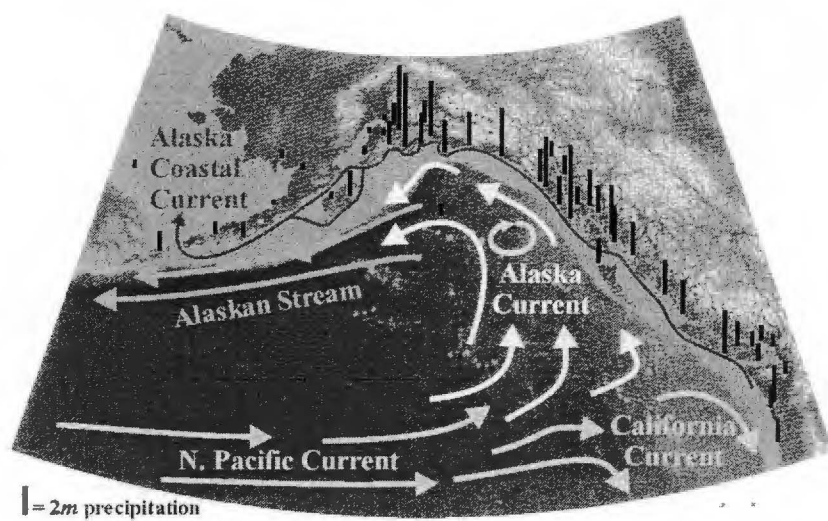 Alaska
Coastal
Current
Alaska
Current
Alaskan Stream
California
Current
N. Pacific Current
= 2m precipitation